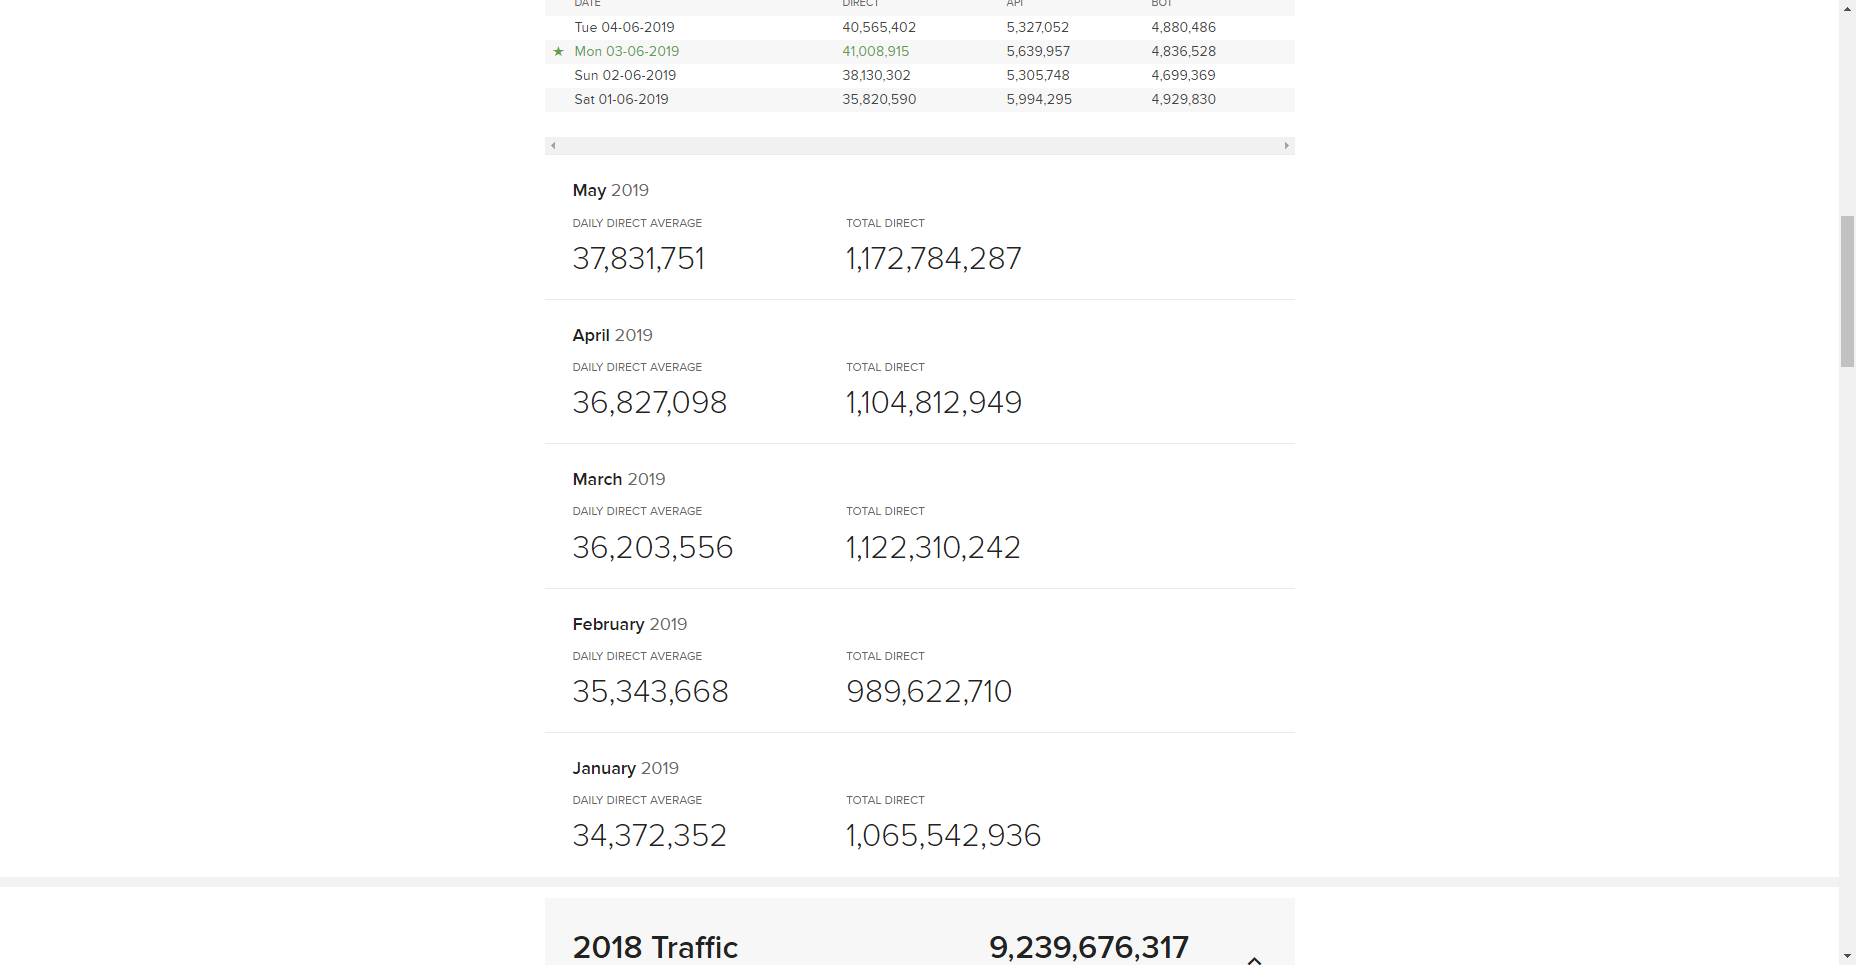 DATE DIRECT API BOT
Tue 04-06-2019 40,565,402 5,327,052 4,880,486
★ Mon 03-06-2019 41,008,915 5,639,957 4,836,528
Sun 02-06-2019 38,130,302 5,305,748 4,699,369
Sat 01-06-2019 35,820,590 5,994,295 4,929,830
May 2019
DAILY DIRECT AVERAGE TOTAL DIRECT
37,831,751 1,172,784,287
April 2019
DAILY DIRECT AVERAGE TOTAL DIRECT
36,827,098 1,104,812,949
March 2019
DAILY DIRECT AVERAGE TOTAL DIRECT
36,203,556 1,122,310,242
February 2019
DAILY DIRECT AVERAGE TOTAL DIRECT
35,343,668 989,622,710
January 2019
DAILY DIRECT AVERAGE TOTAL DIRECT
34,372,352 1,065,542,936
2018 Traffic 9,239,676,317